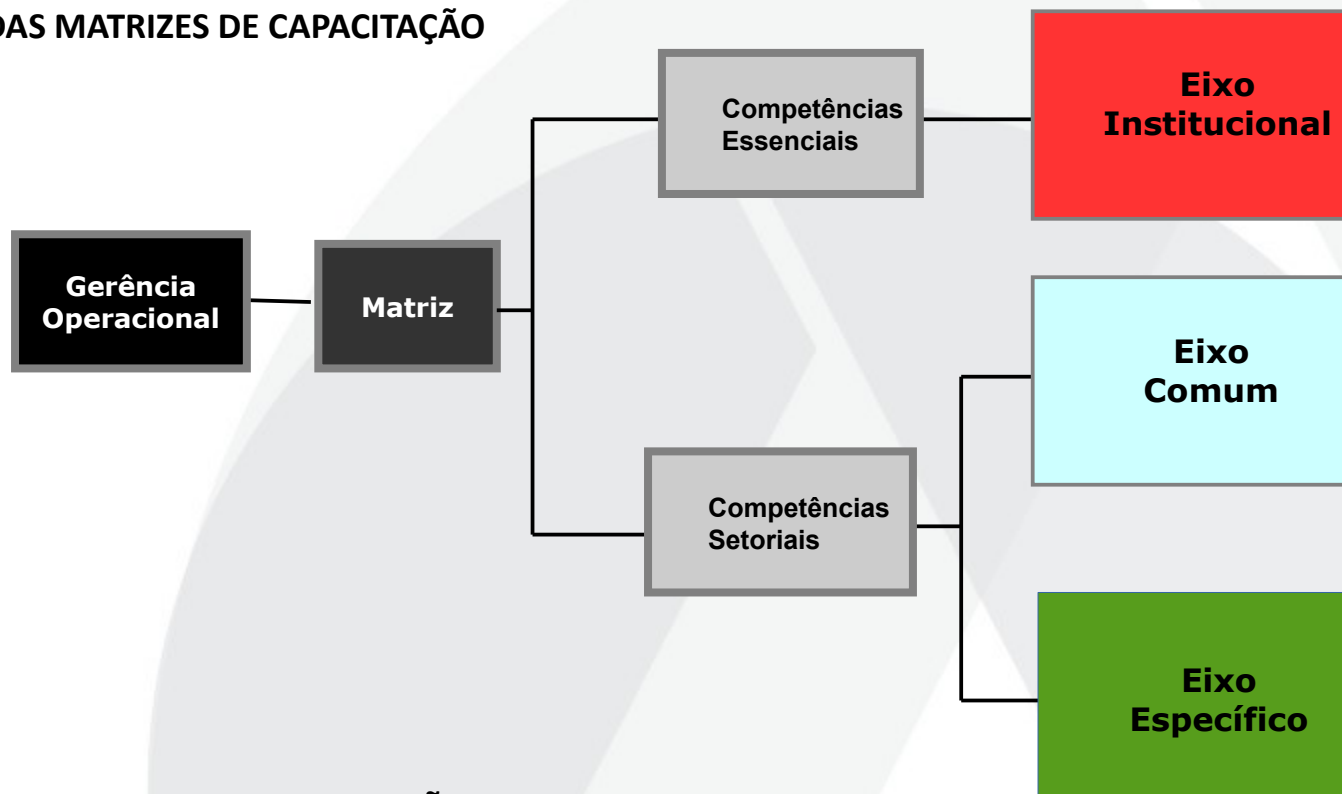 DAS MATRIZES DE CAPACITAÇÃO
Competências
Essenciais
Eixo
Institucional
Gerência
Operacional
Matriz
Eixo
Comum
Competências
Setoriais
Eixo
Específico